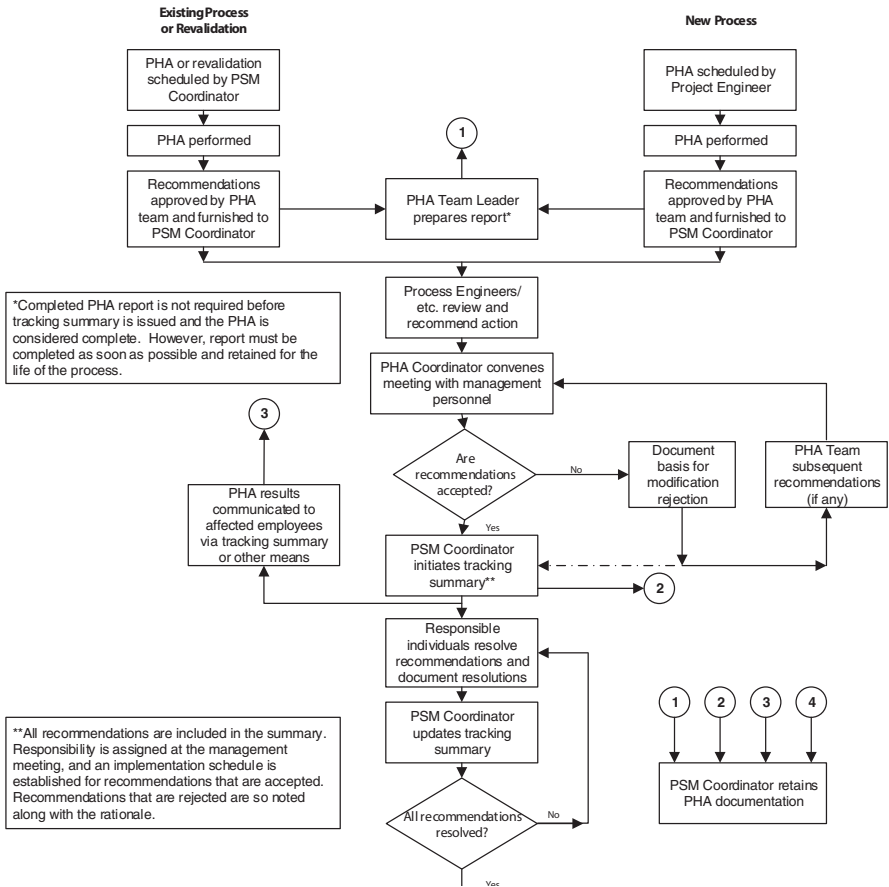 Existing Process
or Revalidation
New Process
PHA or revalidation
scheduled by PSM
Coordinator
PHA scheduled by
Project Engineer
PHA performed
1
PHA performed
Recommendations
approved by PHA
team and furnished to
PSM Coordinator
PHA Team Leader
prepares report*
Recommendations
approved by PHA
team and furnished to
PSM Coordinator
*Completed PHA report is not required before
tracking summary is issued and the PHA is
considered complete. However, report must be
completed as soon as possible and retained for the
life of the process.
Process Engineers/
etc. review and
recommend action
PHA Coordinator convenes
meeting with management
personnel
3
Are
recommendations
accepted?
No
Document
basis for
modification
rejection
PHA Team
subsequent
recommendations
(if any)
PHA results
communicated to
affected employees
via tracking summary
or other means
Yes
PSM Coordinator
initiates tracking
summary**
2
Responsible
individuals resolve
recommendations and
document resolutions
PSM Coordinator
updates tracking
summary
1
2
3
4
PSM Coordinator retains
PHA documentation
**All recommendations are included in the summary.
Responsibility is assigned at the management
meeting, and an implementation schedule is
established for recommendations that are accepted.
Recommendations that are rejected are so noted
along with the rationale.
All recommendations
resolved?
No
Yes